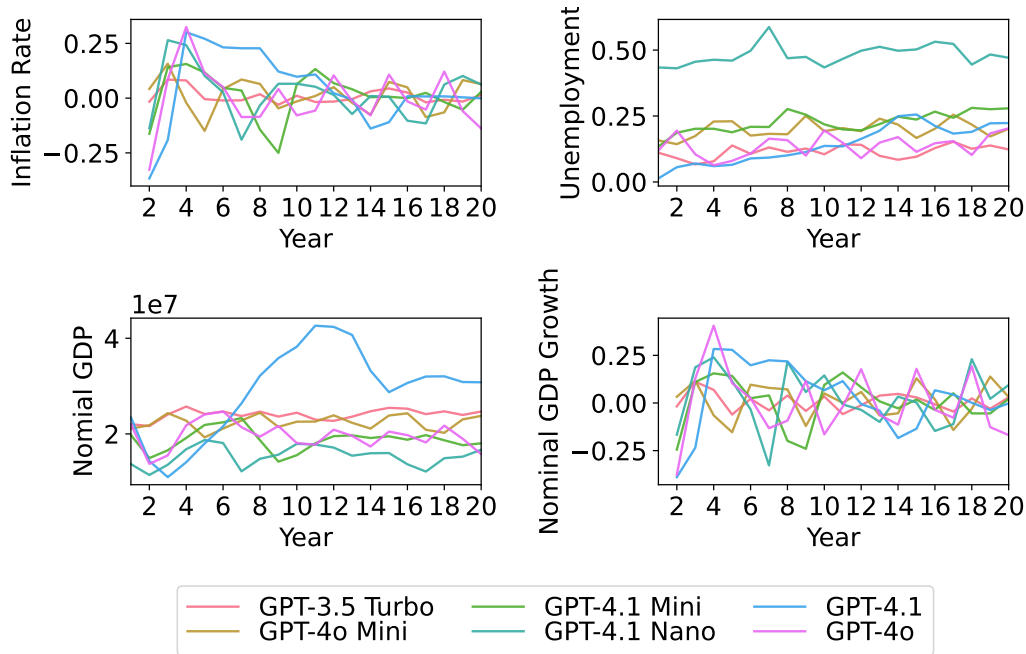 Inflation Rate
0.25
0.00
−0.25
2 4 6 8 10 12 14 16 18 20
Year
Unemployment
0.50
0.25
0.00
2 4 6 8 10 12 14 16 18 20
Year
1e7
Nomial GDP
4
2
2 4 6 8 10 12 14 16 18 20
Year
Nominal GDP Growth
0.25
0.00
−0.25
2 4 6 8 10 12 14 16 18 20
Year
GPT-3.5 Turbo
GPT-4o Mini
GPT-4.1 Mini
GPT-4.1 Nano
GPT-4.1
GPT-4o